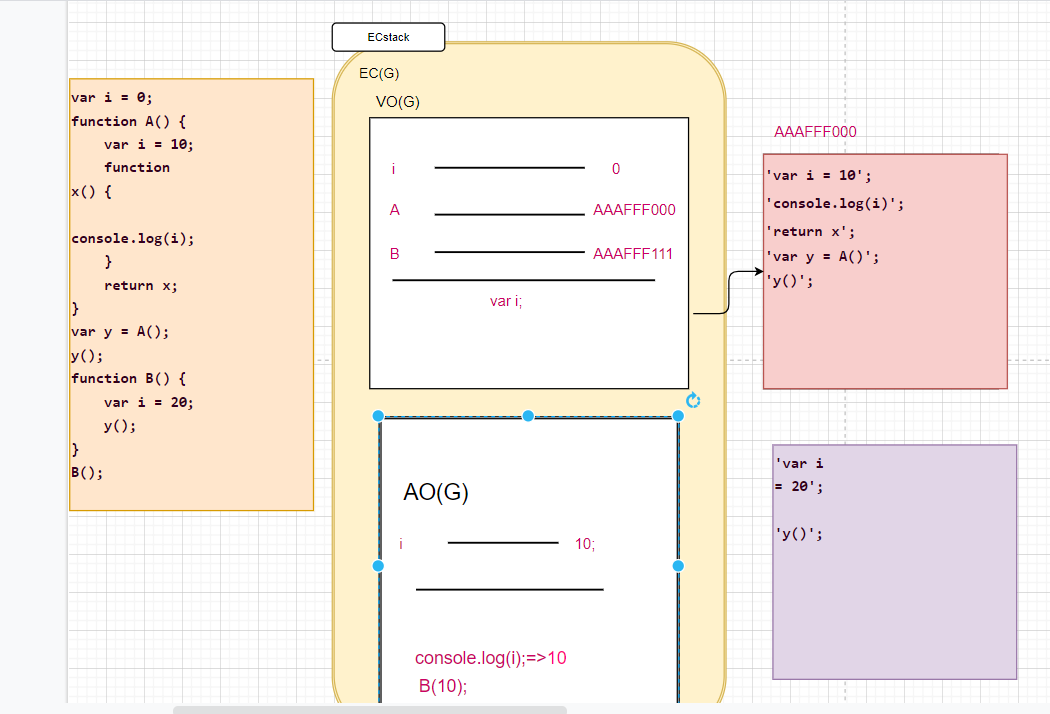 ECstack
EC(G)
VO(G)
var i = 0;
function A() {
    var i = 10;
    function
x() {
console.log(i);
    }
    return x;
}
var y = A();
y();
function B() {
    var i = 20;
    y();
}
B();
i 0
A AAAFFF000
B AAAFFF111
var i;
AO(G)
i 10;
console.log(i);=>10
B(10);
AAAFFF000
'var i = 10';
'console.log(i)';
'return x';
'var y = A()';
'y()';
'var i
= 20';
'y()';